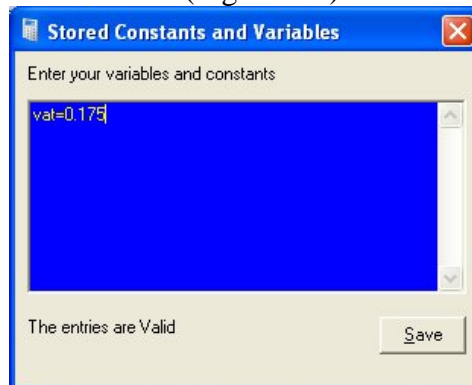 Stored Constants and Variables
Enter your variables and constants
vat=0.175
The entries are Valid
Save